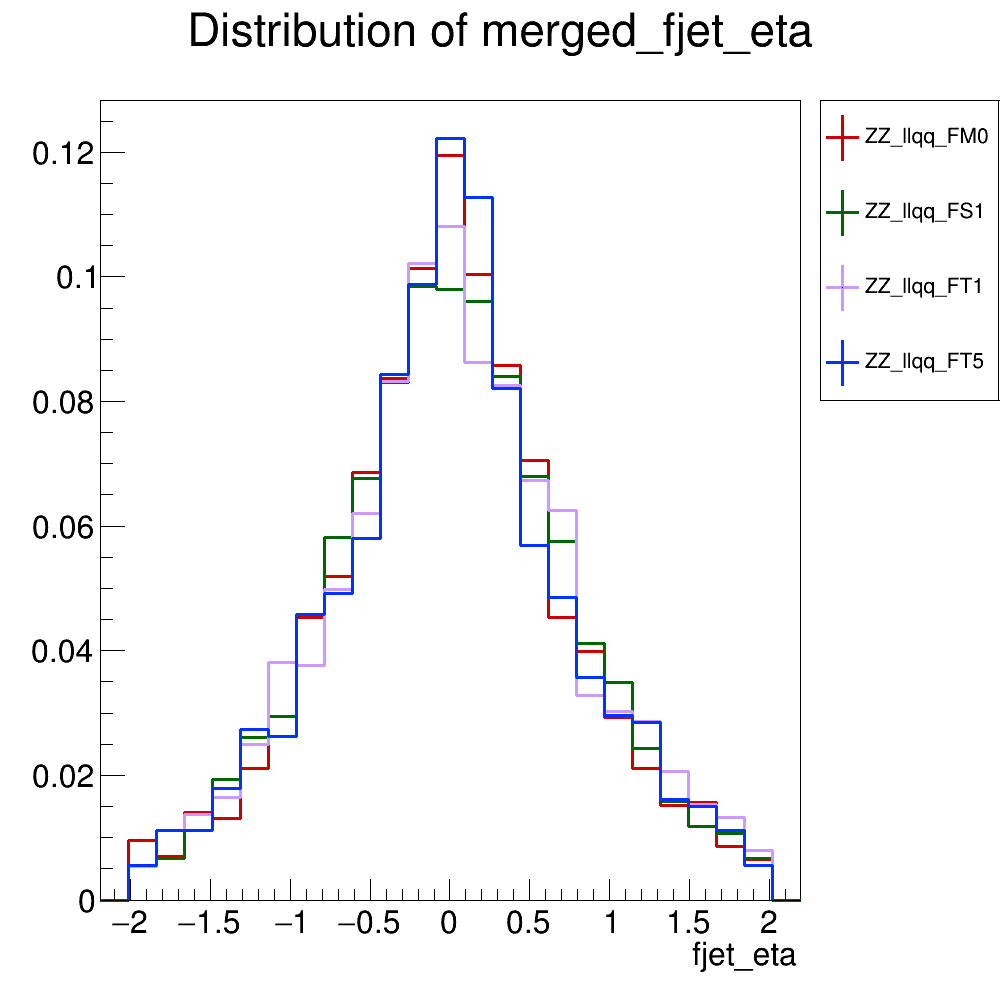 Distribution of merged_fjet_eta
ZZ_llqq_FM0
ZZ_llqq_FS1
ZZ_llqq_FT1
ZZ_llqq_FT5
0.12
0.1
0.08
0.06
0.04
0.02
0
−2 −1.5 −1 −0.5 0 0.5 1 1.5 2
fjet_eta